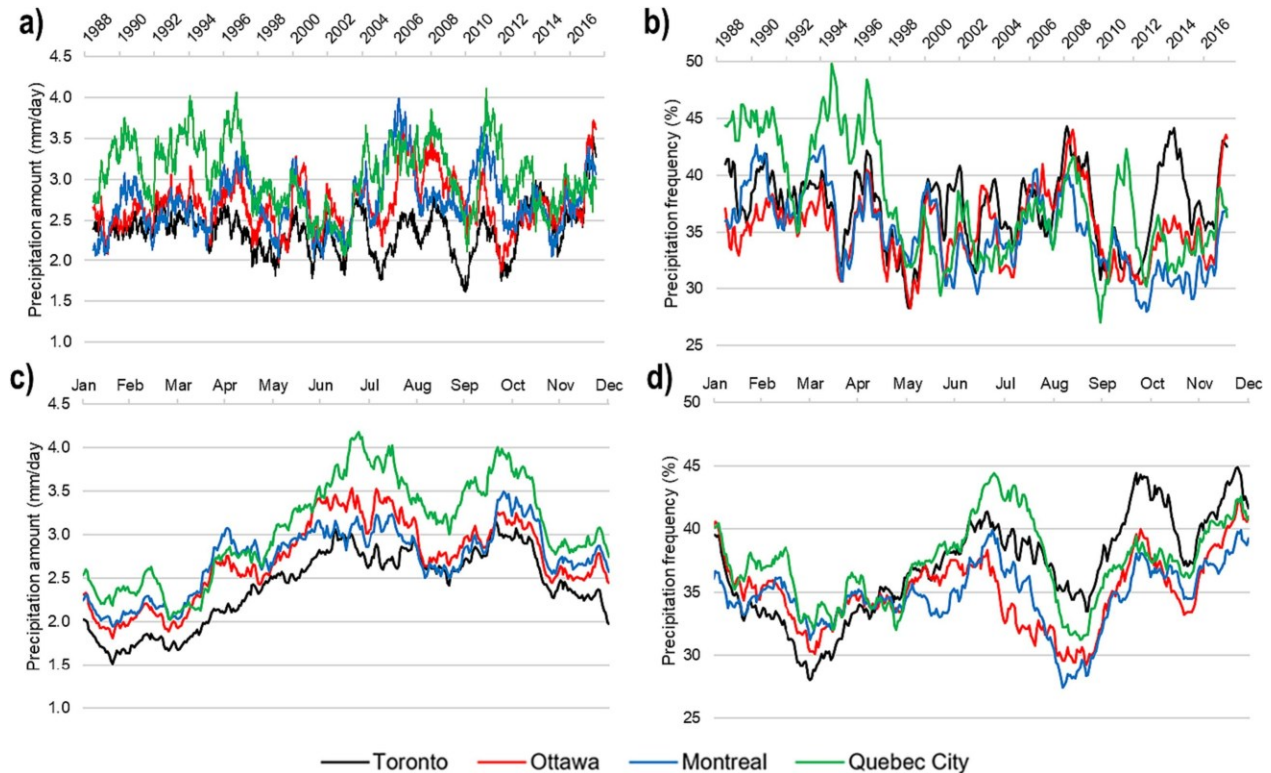 a)
1988 1990 1992 1994 1996 1998 2000 2002 2004 2006 2008 2010 2012 2014 2016
4.5
4.0
3.5
3.0
2.5
2.0
1.5
1.0
Precipitation amount (mm/day)
b)
1988 1990 1992 1994 1996 1998 2000 2002 2004 2006 2008 2010 2012 2014 2016
50
45
40
35
30
25
Precipitation frequency (%)
c)
Jan Feb Mar Apr May Jun Jul Aug Sep Oct Nov Dec
4.5
4.0
3.5
3.0
2.5
2.0
1.5
1.0
Precipitation amount (mm/day
d)
Jan Feb Mar Apr May Jun Jul Aug Sep Oct Nov Dec
50
45
40
35
30
25
Precipitation frequency (%)
Toronto Ottawa Montreal Quebec City